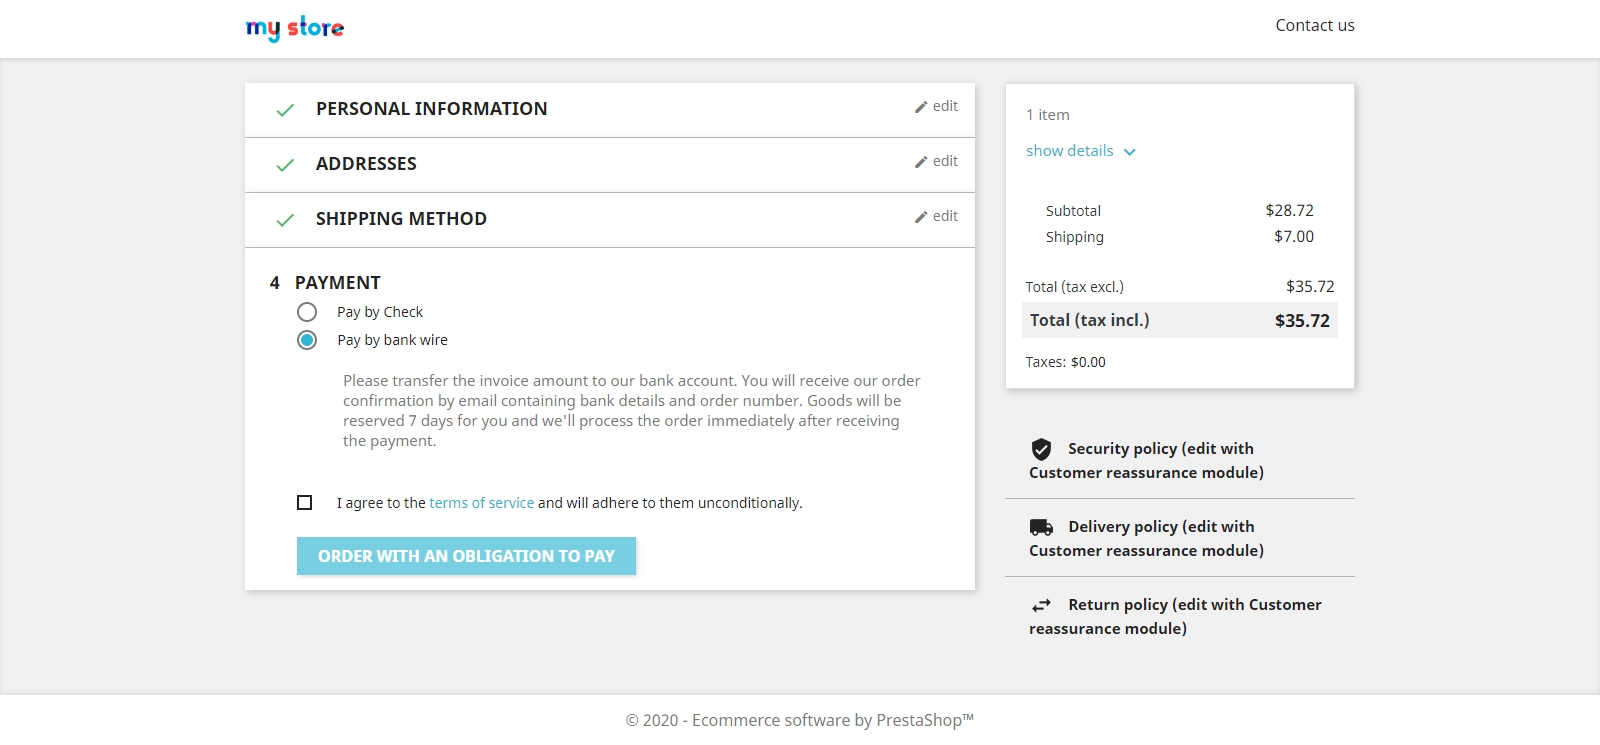 my store
Contact us
PERSONAL INFORMATION
edit
ADDRESSES
edit
SHIPPING METHOD
edit
4 PAYMENT
Pay by Check
Pay by bank wire
Please transfer the invoice amount to our bank account. You will receive our order
confirmation by email containing bank details and order number. Goods will be
reserved 7 days for you and we'll process the order immediately after receiving
the payment.
I agree to the terms of service and will adhere to them unconditionally.
ORDER WITH AN OBLIGATION TO PAY
1 item
show details
Subtotal $28.72
Shipping $7.00
Total (tax excl.) $35.72
Total (tax incl.) $35.72
Taxes: $0.00
Security policy (edit with
Customer reassurance module)
Delivery policy (edit with
Customer reassurance module)
Return policy (edit with Customer
reassurance module)
© 2020 - Ecommerce software by PrestaShop™